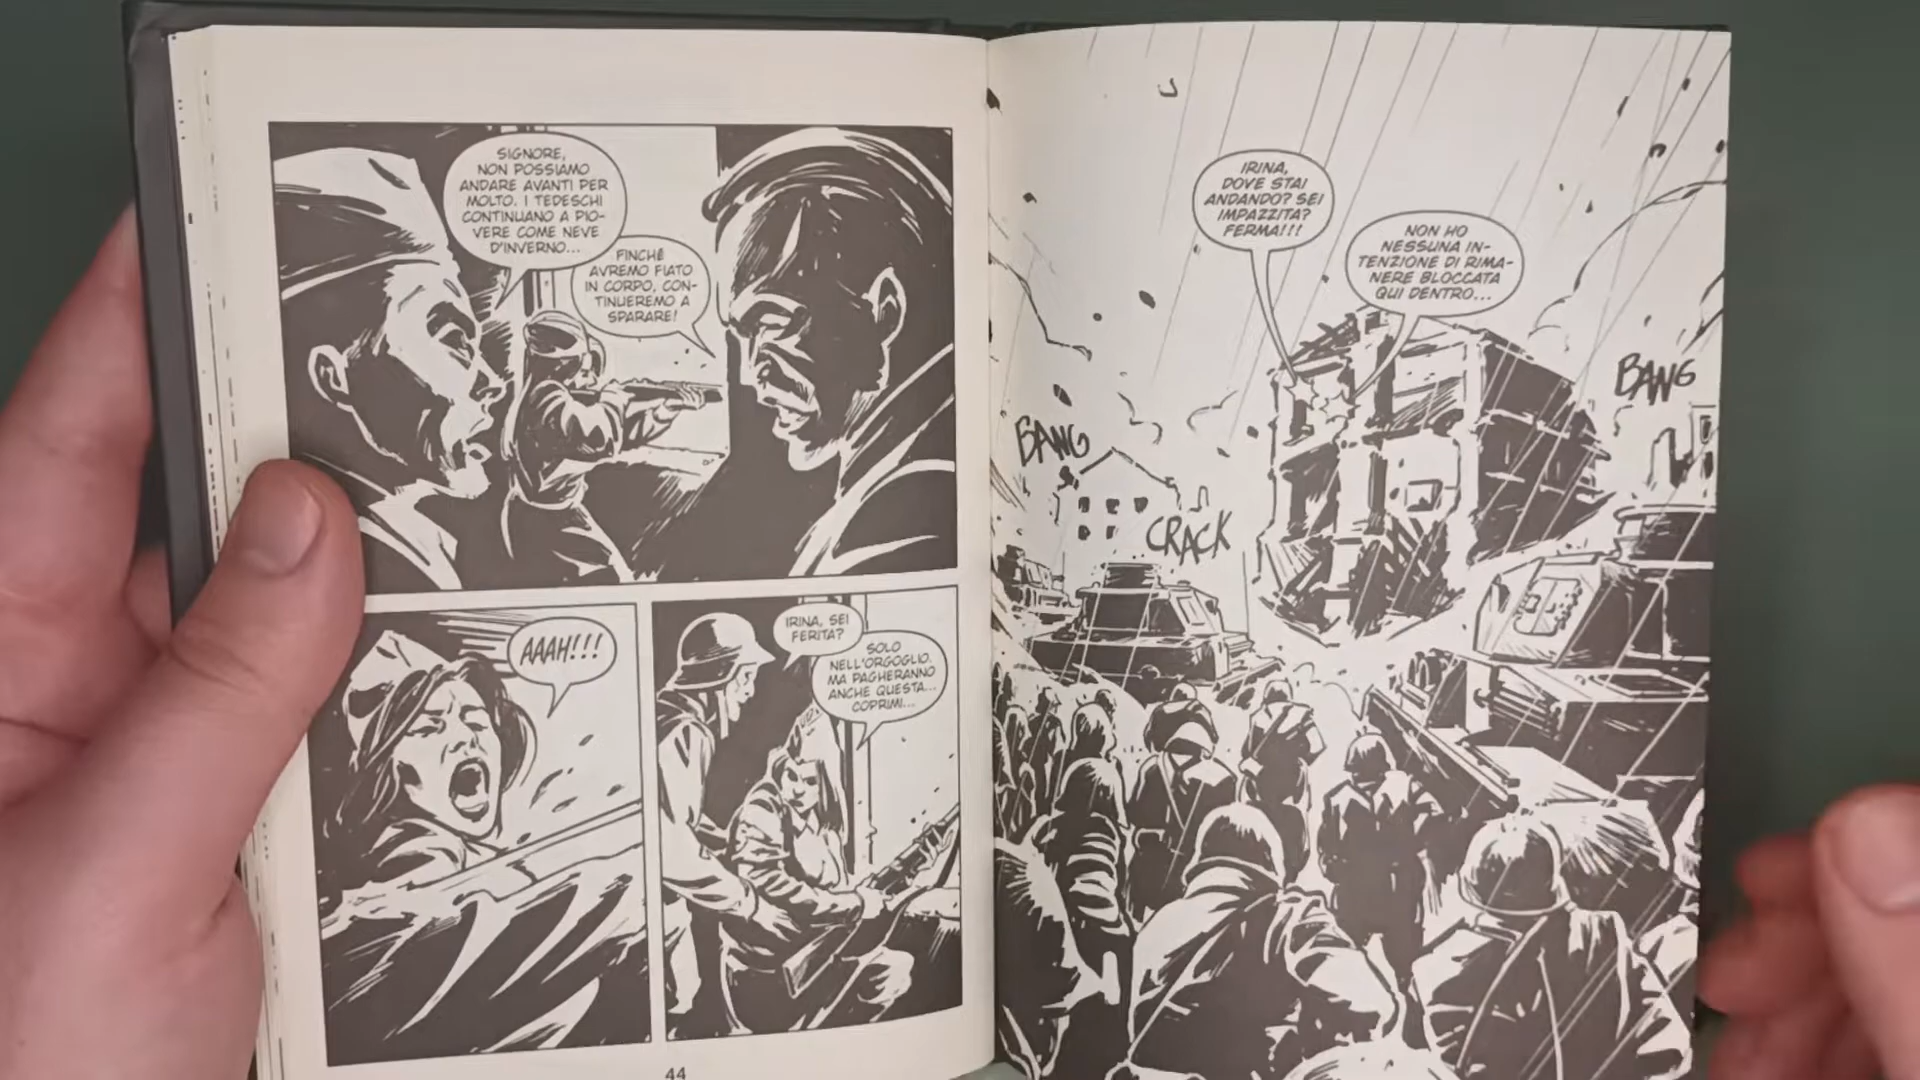 SIGNORE,
NON POSSIAMO
ANDARE AVANTI PER
MOLTO. I TEDESCHI
CONTINUANO A PIO-
VERE COME NEVE
D'INVERNO...
FINCHÉ
AVREMO FIATO
IN CORPO, CON-
TINUEREMO A
SPARARE!
AAAH!!!
IRINA, SEI
FERITA?
SOLO
NELL'ORGOGLIO.
MA PAGHERANNO
ANCHE QUESTA...
COPRIMI...
44
IRINA,
DOVE STAI
ANDANDO? SEI
IMPAZZITA?
FERMA!!!
NON HO
NESSUNA IN-
TENZIONE DI RIMA-
NERE BLOCCATA
QUI DENTRO...
BANG
BANG
CRACK